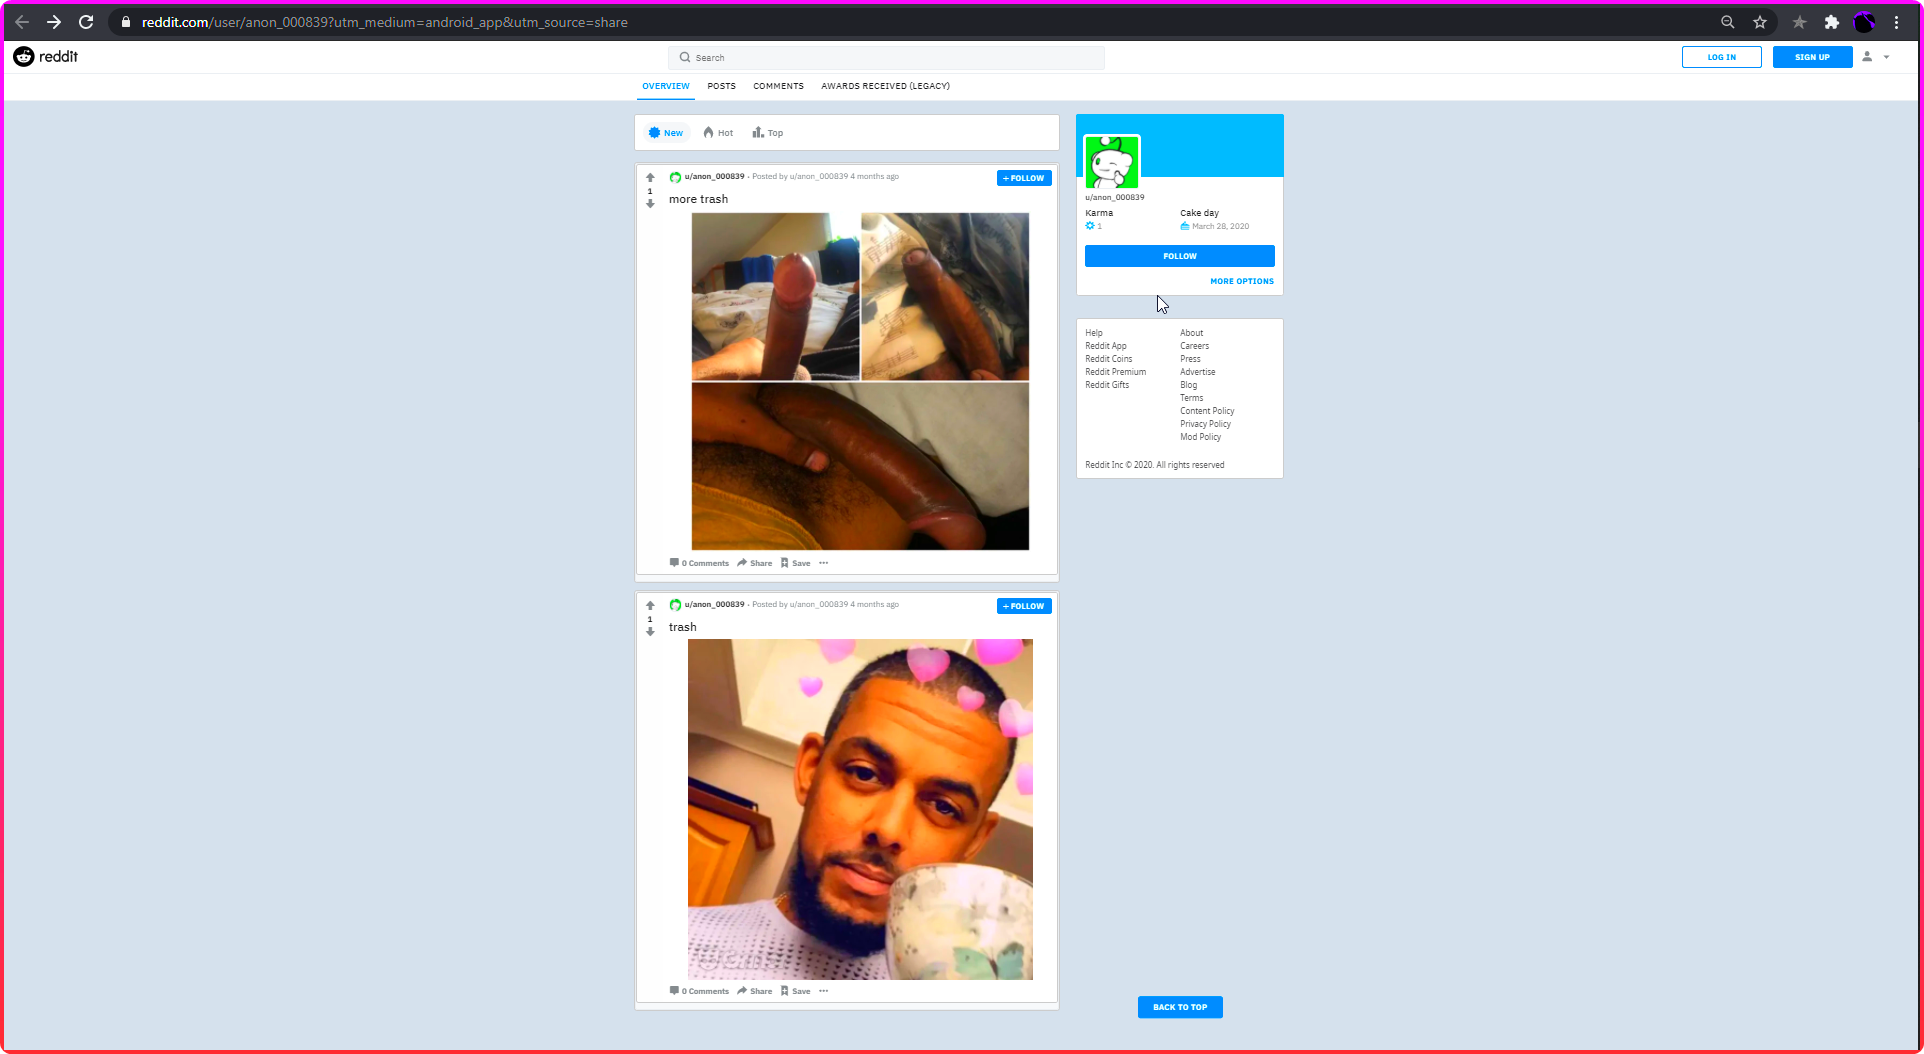 reddit.com/user/anon_000839?utm_medium=android_app&utm_source=share
reddit
Search
LOG IN
SIGN UP
OVERVIEW
POSTS
COMMENTS
AWARDS RECEIVED (LEGACY)
New
Hot
Top
u/anon_000839 · Posted by u/anon_000839 4 months ago
+ FOLLOW
1
more trash
0 Comments
Share
Save
u/anon_000839 · Posted by u/anon_000839 4 months ago
+ FOLLOW
1
trash
0 Comments
Share
Save
u/anon_000839
Karma
Cake day
1
March 28, 2020
FOLLOW
MORE OPTIONS
Help
About
Reddit App
Careers
Reddit Coins
Press
Reddit Premium
Advertise
Reddit Gifts
Blog
Terms
Content Policy
Privacy Policy
Mod Policy
Reddit Inc © 2020. All rights reserved
BACK TO TOP